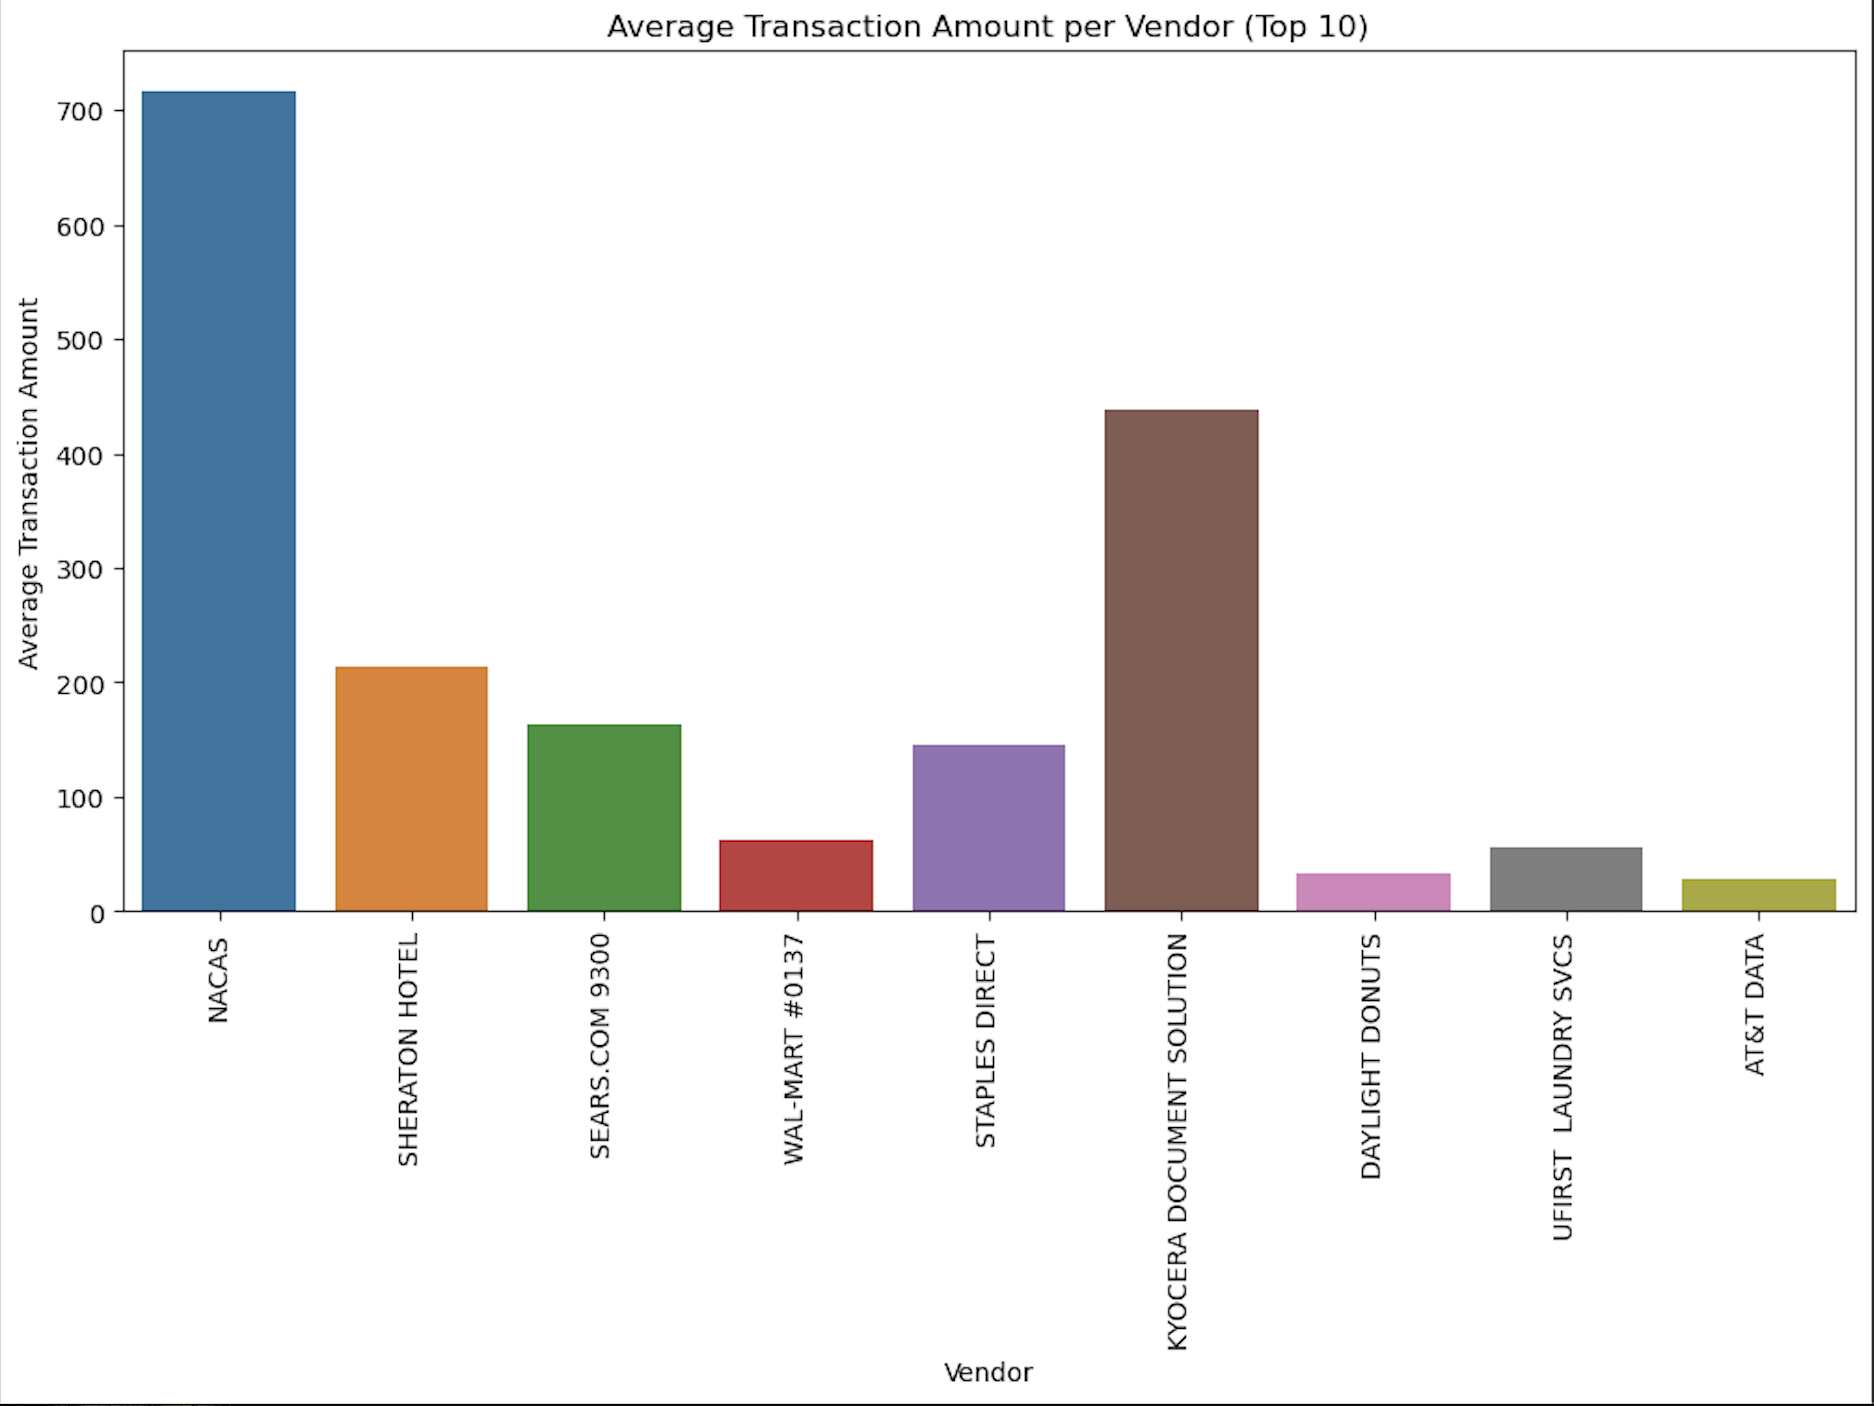 Average Transaction Amount per Vendor (Top 10)
Average Transaction Amount
700
600
500
400
300
200
100
0
NACAS
SHERATON HOTEL
SEARS.COM 9300
WAL-MART #0137
STAPLES DIRECT
KYOCERA DOCUMENT SOLUTION
DAYLIGHT DONUTS
UFIRST  LAUNDRY SVCS
AT&T DATA
Vendor